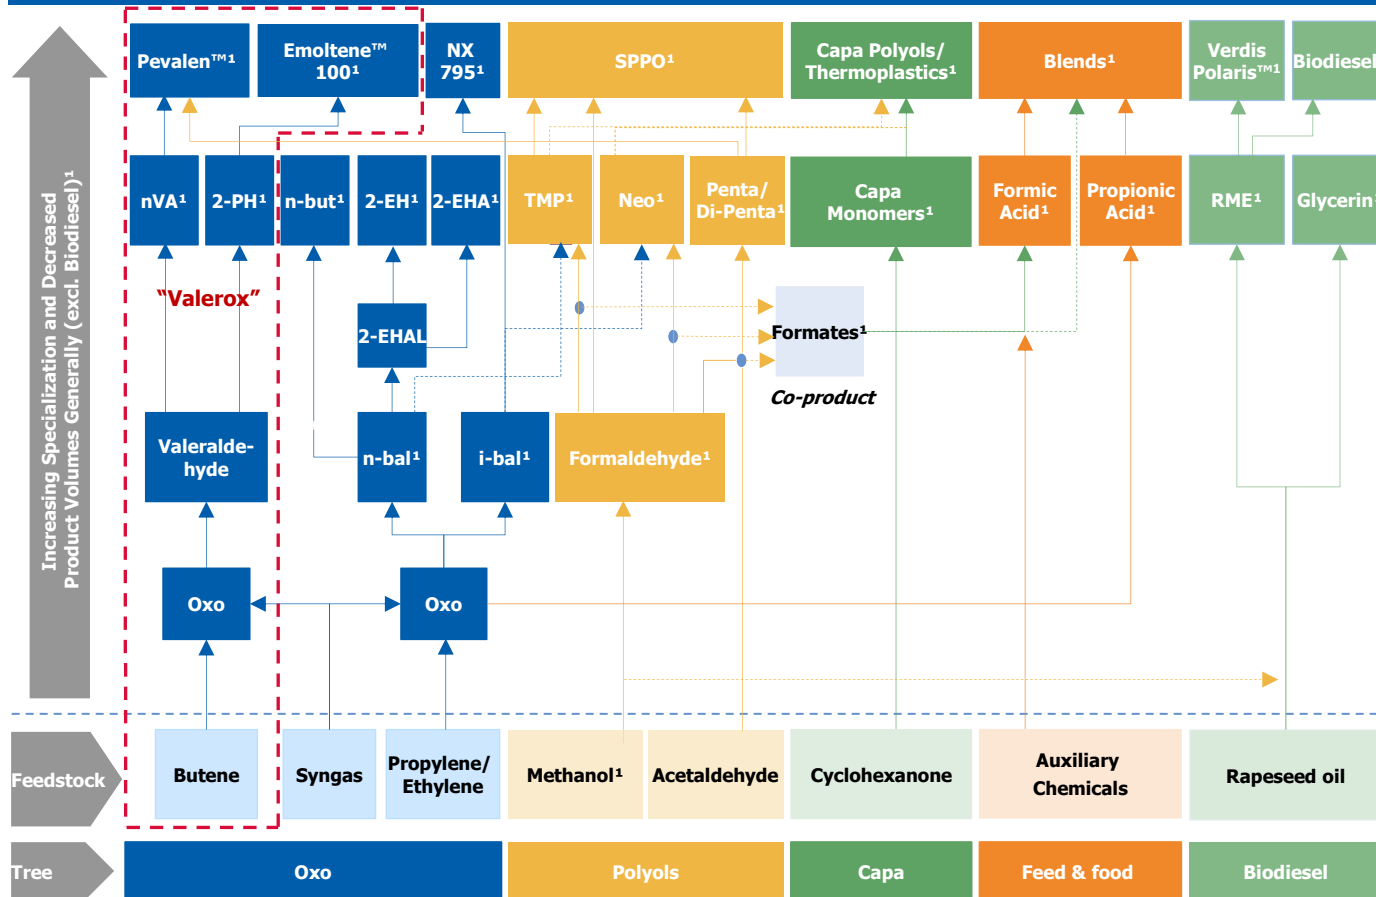 Increasing Specialization and Decreased
Product Volumes Generally (excl. Biodiesel)¹
Pevalen™¹
Emoltene™
100¹
NX
795¹
SPPO¹
Capa Polyols/
Thermoplastics¹
Blends¹
Verdis
Polaris™¹
Biodiesel
nVA¹
2-PH¹
n-but¹
2-EH¹
2-EHA¹
TMP¹
Neo¹
Penta/
Di-Penta¹
Capa
Monomers¹
Formic
Acid¹
Propionic
Acid¹
RME¹
Glycerin¹
"Valerox"
2-EHAL
Formates¹
Co-product
Valeralde-
hyde
n-bal¹
i-bal¹
Formaldehyde¹
Oxo
Oxo
Feedstock
Butene
Syngas
Propylene/
Ethylene
Methanol¹
Acetaldehyde
Cyclohexanone
Auxiliary
Chemicals
Rapeseed oil
Tree
Oxo
Polyols
Capa
Feed & food
Biodiesel